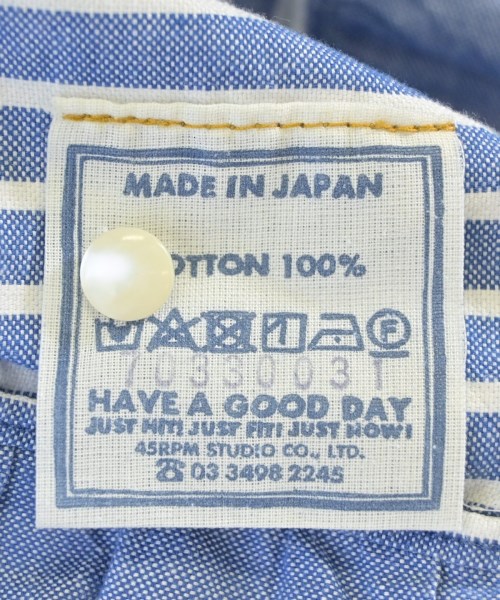 MADE IN JAPAN
COTTON 100%
F
70330031
HAVE A GOOD DAY
JUST HIT! JUST FIT! JUST NOW!
45RPM STUDIO CO., LTD.
☎ 03 3498 2245